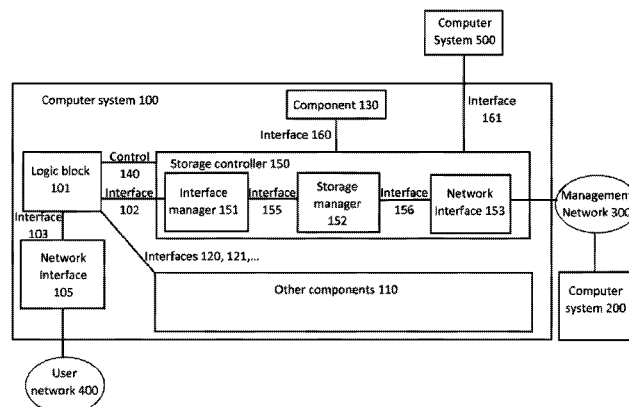 Computer
System 500
Computer system 100
Component 130
Interface
161
Interface 160
Control
140
Storage controller 150
Logic block
101
Interface
102
Interface
manager 151
Interface
155
Storage
manager
152
Interface
156
Network
interface 153
Management
Network 300
Interface
103
Network
Interface
105
Interfaces 120, 121,...
Other components 110
Computer
system 200
User
network 400